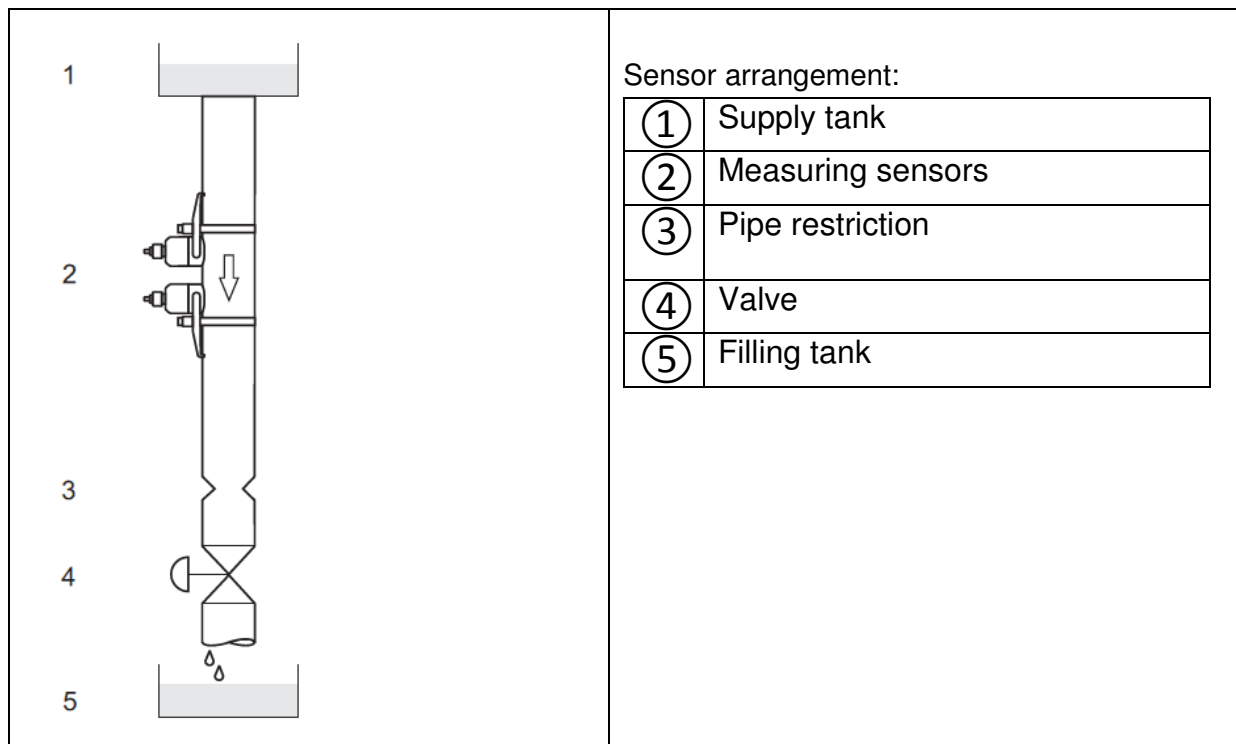 1
2
3
4
5
Sensor arrangement:
① Supply tank
② Measuring sensors
③ Pipe restriction
④ Valve
⑤ Filling tank